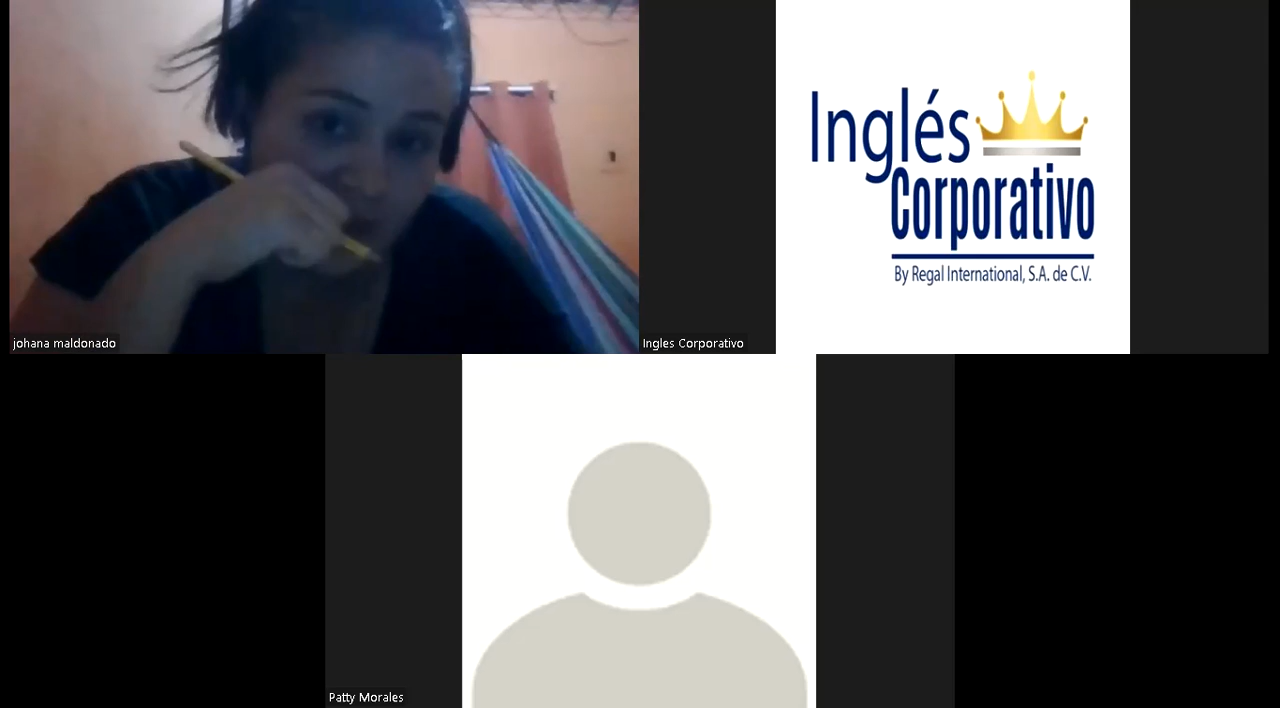 Inglés
Corporativo
By Regal International, S.A. de C.V.
johana maldonado
Ingles Corporativo
Patty Morales